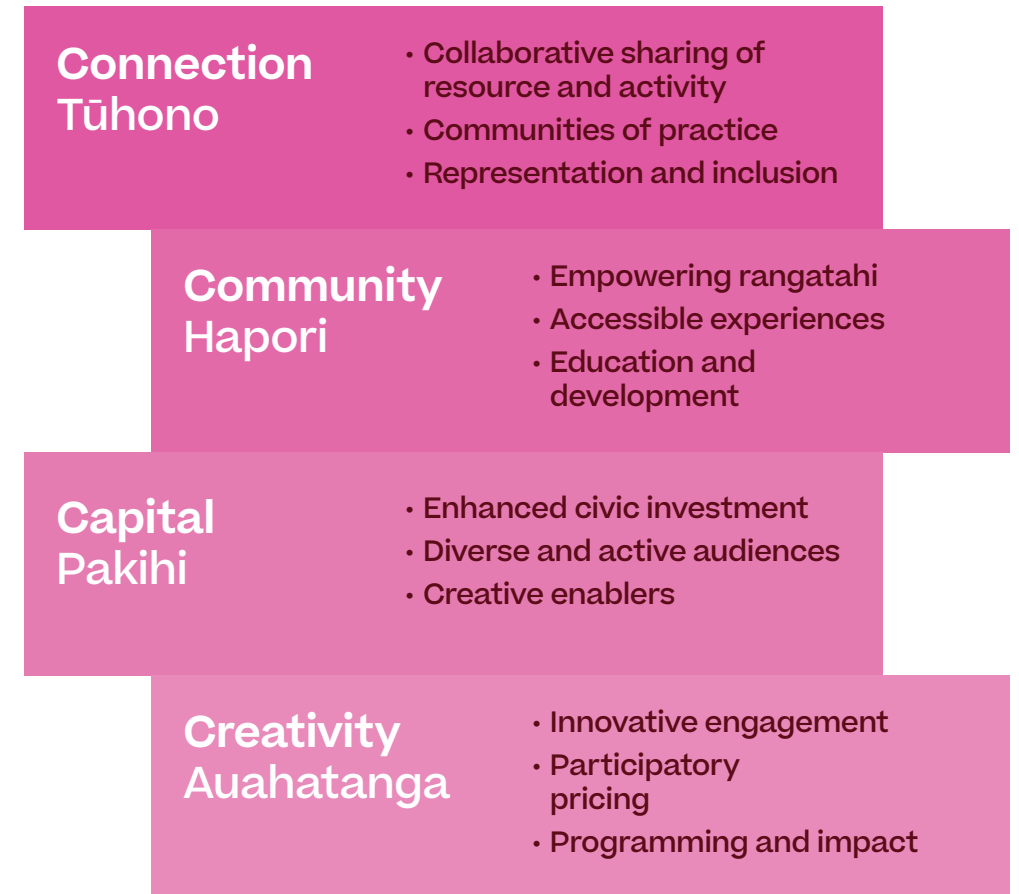 Connection
Tūhono
• Collaborative sharing of
resource and activity
• Communities of practice
• Representation and inclusion
Community
Hapori
• Empowering rangatahi
• Accessible experiences
• Education and
development
Capital
Pakihi
• Enhanced civic investment
• Diverse and active audiences
• Creative enablers
Creativity
Auahatanga
• Innovative engagement
• Participatory
pricing
• Programming and impact